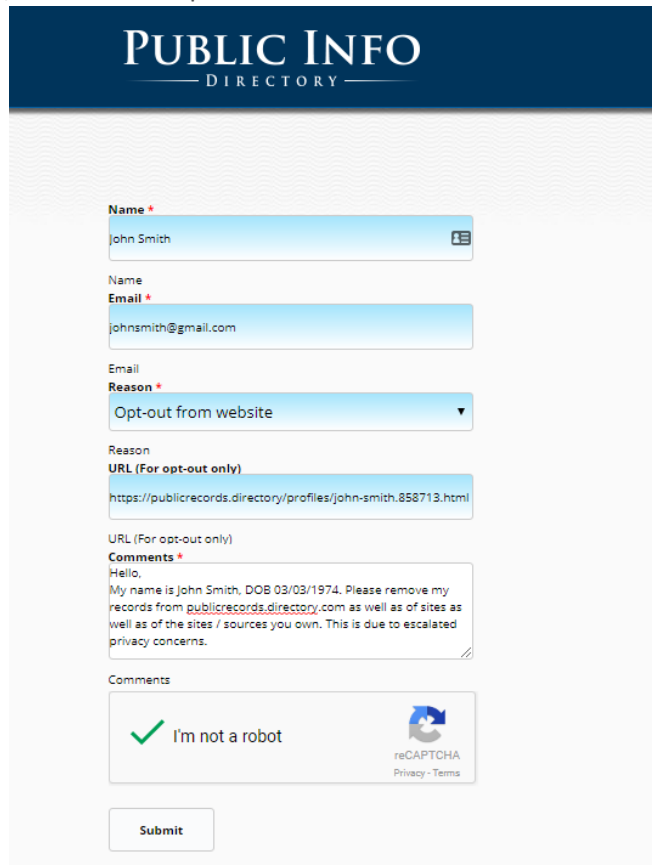 PUBLIC INFO
DIRECTORY
Name *
John Smith
Name
Email *
johnsmith@gmail.com
Email
Reason *
Opt-out from website
Reason
URL (For opt-out only)
https://publicrecords.directory/profiles/john-smith.858713.html
URL (For opt-out only)
Comments *
Hello,
My name is John Smith, DOB 03/03/1974. Please remove my
records from publicrecords.directory.com as well as of sites as
well as of the sites / sources you own. This is due to escalated
privacy concerns.
Comments
I'm not a robot
reCAPTCHA
Privacy - Terms
Submit